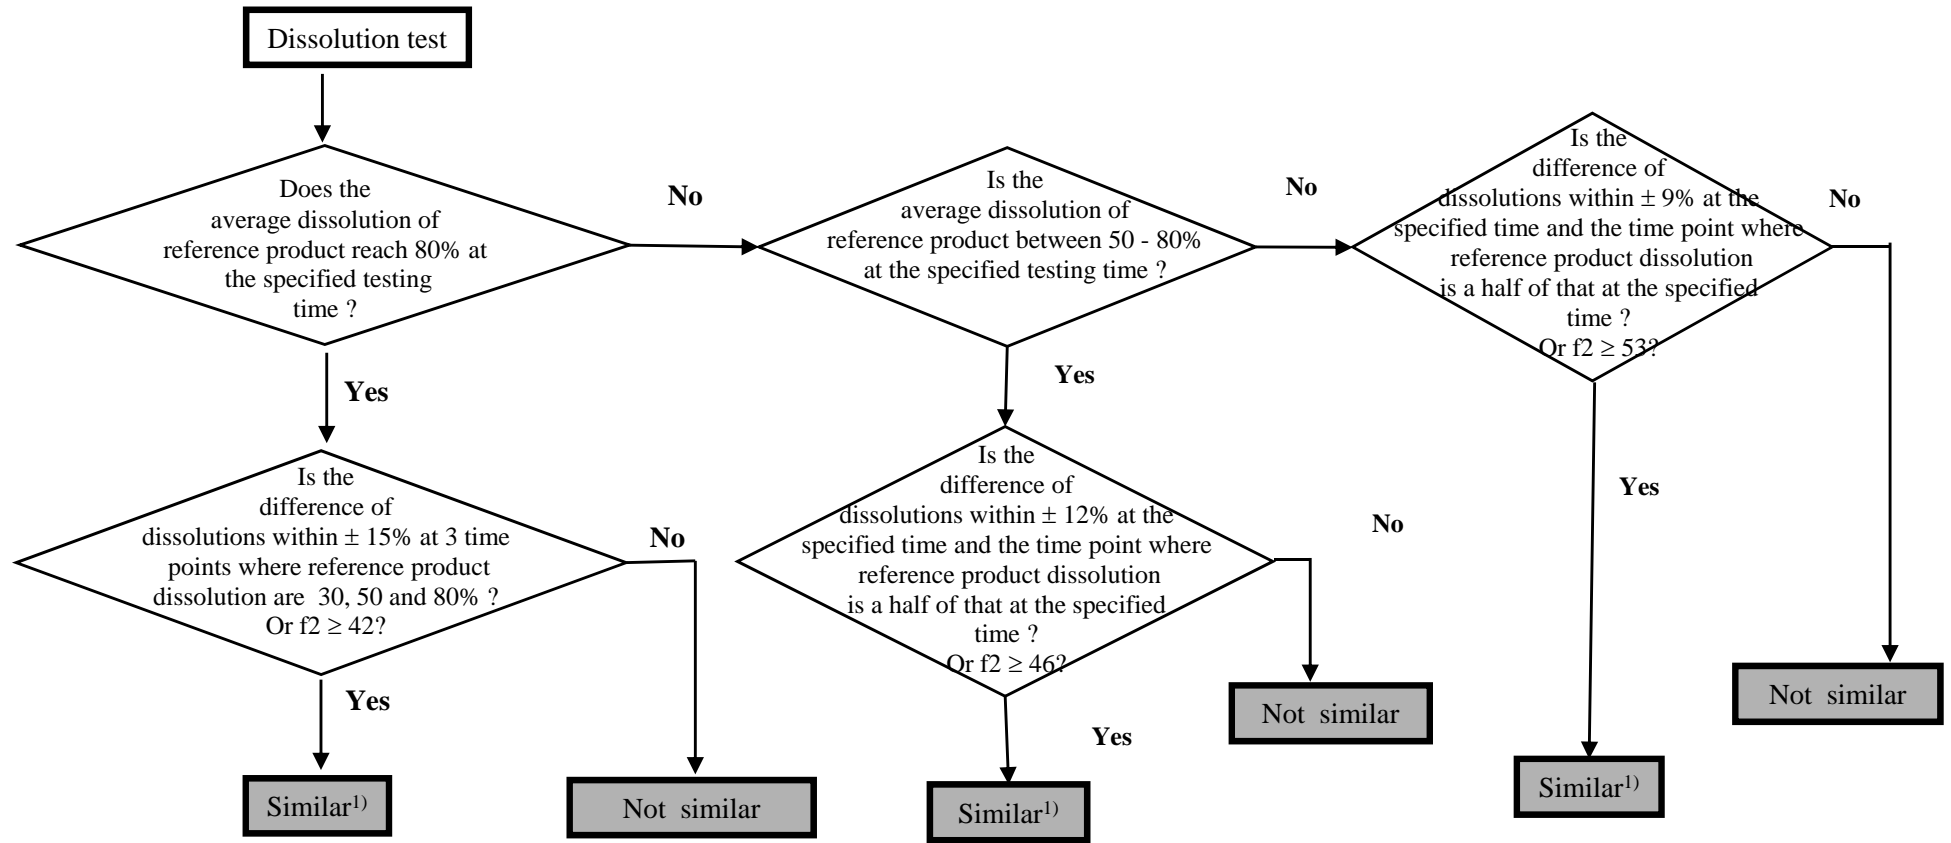 Dissolution test
Does the
average dissolution of
reference product reach 80% at
the specified testing
time ?
No
Is the
average dissolution of
reference product between 50 - 80%
at the specified testing time ?
No
Is the
difference of
dissolutions within ± 9% at the
specified time and the time point where
reference product dissolution
is a half of that at the specified
time ?
Or f2 ≥ 53?
No
Yes
Yes
Yes
Is the
difference of
dissolutions within ± 15% at 3 time
points where reference product
dissolution are  30, 50 and 80% ?
Or f2 ≥ 42?
No
Is the
difference of
dissolutions within ± 12% at the
specified time and the time point where
reference product dissolution
is a half of that at the specified
time ?
Or f2 ≥ 46?
No
Yes
Yes
Similar1)
Not  similar
Similar1)
Not  similar
Similar1)
Not  similar